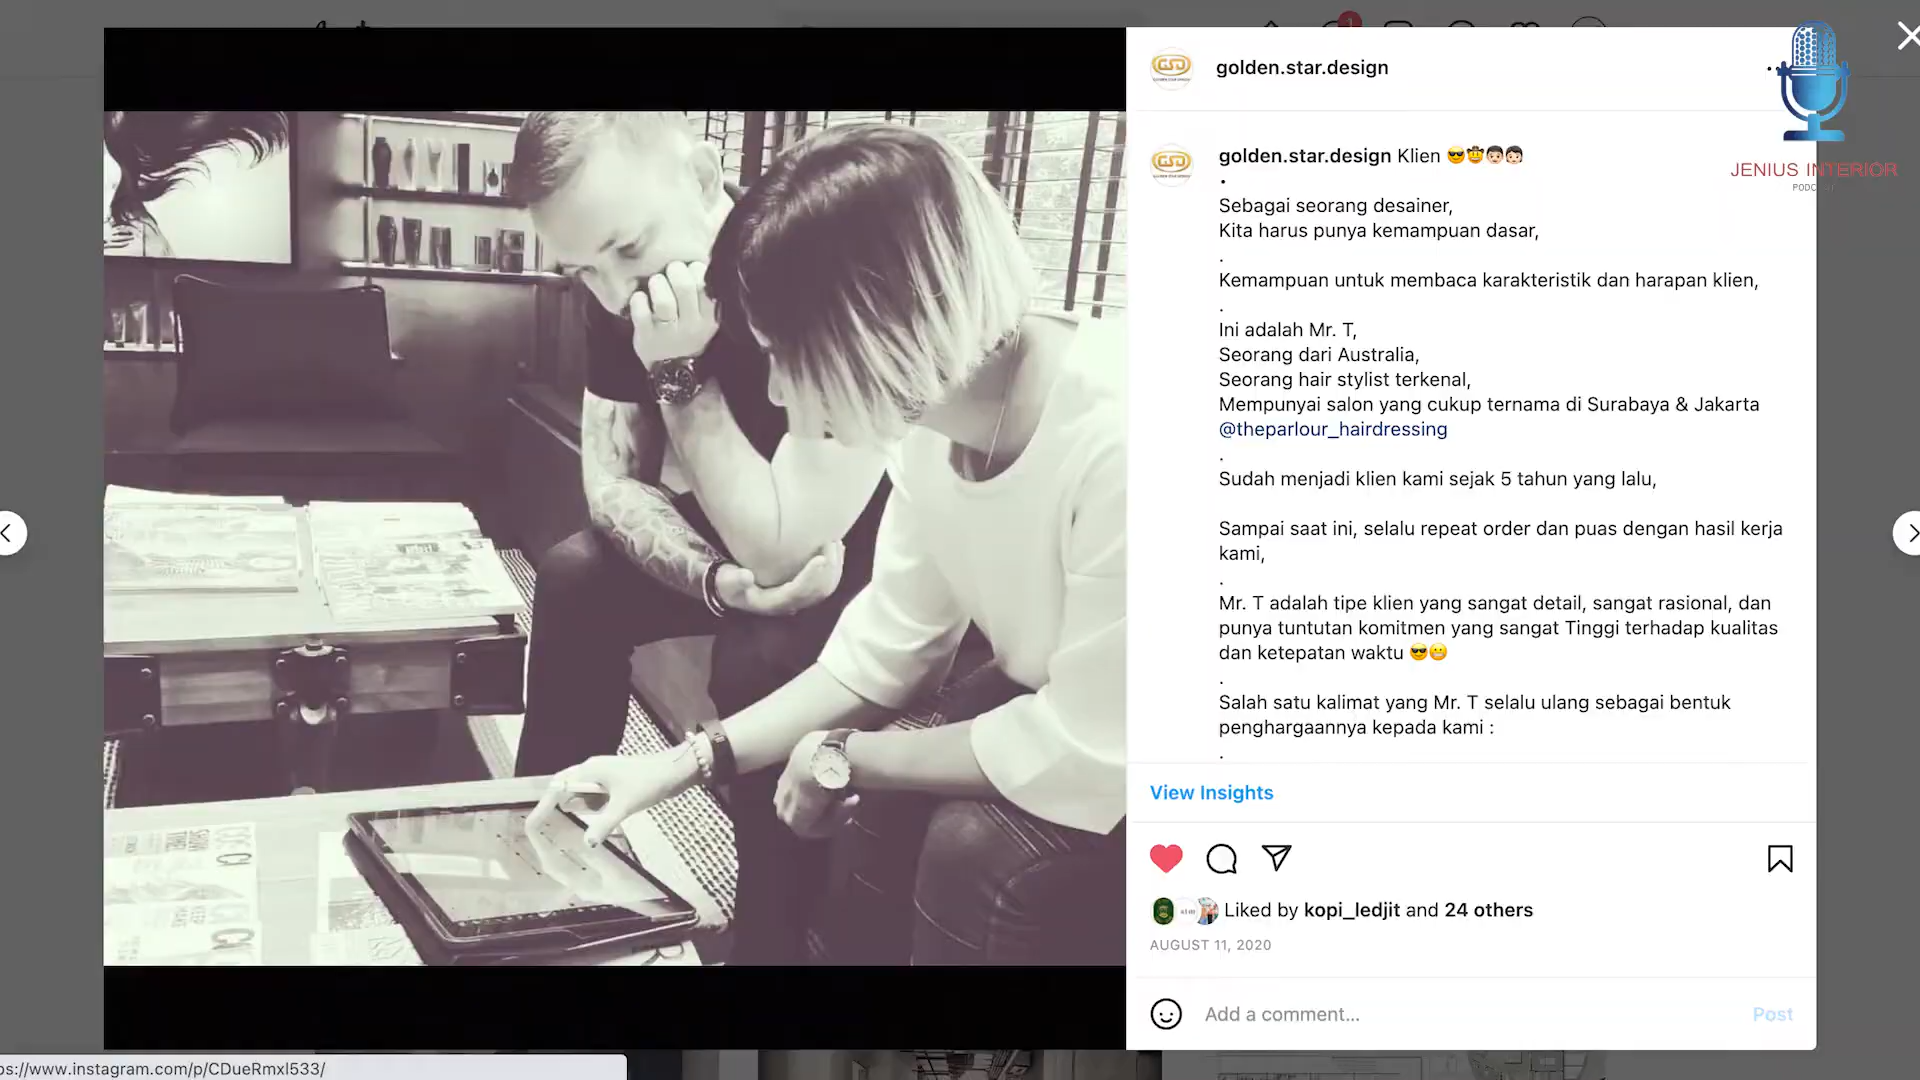 golden.star.design
JENIUS INTERIOR
golden.star.design Klien 😎🤠👨🏻👦🏻
.
Sebagai seorang desainer,
Kita harus punya kemampuan dasar,
.
Kemampuan untuk membaca karakteristik dan harapan klien,
.
Ini adalah Mr. T,
Seorang dari Australia,
Seorang hair stylist terkenal,
Mempunyai salon yang cukup ternama di Surabaya & Jakarta
@theparlour_hairdressing
.
Sudah menjadi klien kami sejak 5 tahun yang lalu,
Sampai saat ini, selalu repeat order dan puas dengan hasil kerja
kami,
.
Mr. T adalah tipe klien yang sangat detail, sangat rasional, dan
punya tuntutan komitmen yang sangat Tinggi terhadap kualitas
dan ketepatan waktu 😎😬
.
Salah satu kalimat yang Mr. T selalu ulang sebagai bentuk
penghargaannya kepada kami :
.
View Insights
Liked by kopi_ledjit and 24 others
AUGUST 11, 2020
Add a comment...
Post
ps://www.instagram.com/p/CDueRmxl533/